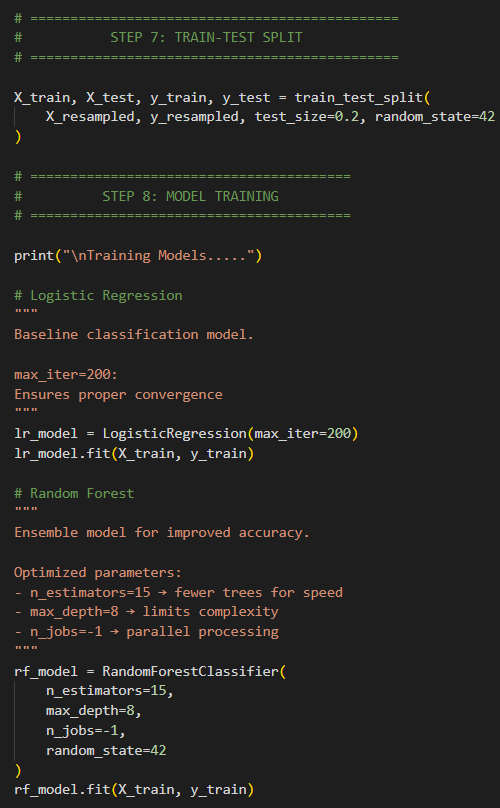 # ==============================================
#           STEP 7: TRAIN-TEST SPLIT
# ==============================================
X_train, X_test, y_train, y_test = train_test_split(
    X_resampled, y_resampled, test_size=0.2, random_state=42
)
# ========================================
#          STEP 8: MODEL TRAINING
# ========================================
print("\nTraining Models.....")
# Logistic Regression
"""
Baseline classification model.
max_iter=200:
Ensures proper convergence
"""
lr_model = LogisticRegression(max_iter=200)
lr_model.fit(X_train, y_train)
# Random Forest
"""
Ensemble model for improved accuracy.
Optimized parameters:
- n_estimators=15 → fewer trees for speed
- max_depth=8 → limits complexity
- n_jobs=-1 → parallel processing
"""
rf_model = RandomForestClassifier(
    n_estimators=15,
    max_depth=8,
    n_jobs=-1,
    random_state=42
)
rf_model.fit(X_train, y_train)